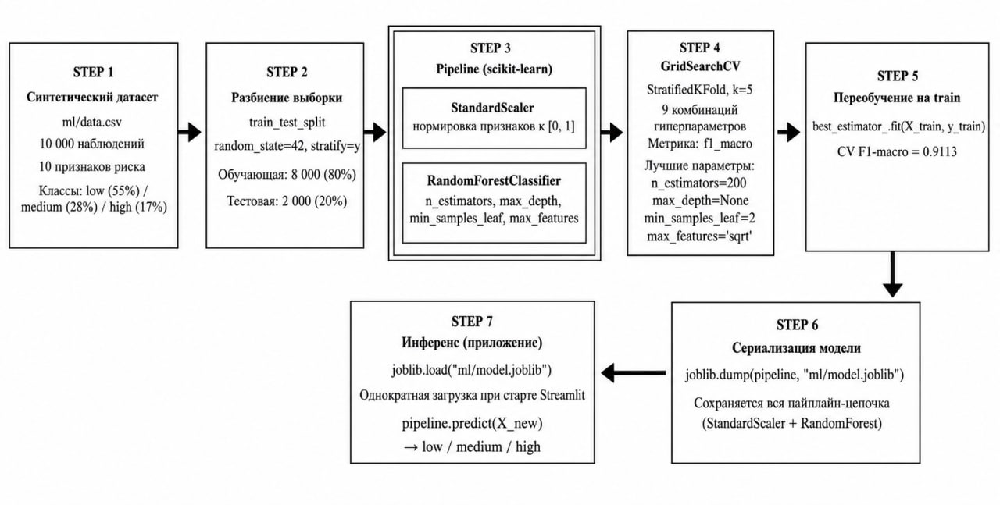 STEP 1
Синтетический датасет
ml/data.csv
10 000 наблюдений
10 признаков риска
Классы: low (55%) /
medium (28%) / high (17%)
STEP 2
Разбиение выборки
train_test_split
random_state=42, stratify=y
Обучающая: 8 000 (80%)
Тестовая: 2 000 (20%)
STEP 3
Pipeline (scikit-learn)
StandardScaler
нормировка признаков к [0, 1]
RandomForestClassifier
n_estimators, max_depth,
min_samples_leaf, max_features
STEP 4
GridSearchCV
StratifiedKFold, k=5
9 комбинаций
гиперпараметров
Метрика: f1_macro
Лучшие параметры:
n_estimators=200
max_depth=None
min_samples_leaf=2
max_features='sqrt'
STEP 5
Переобучение на train
best_estimator_.fit(X_train, y_train)
CV F1-macro = 0.9113
STEP 6
Сериализация модели
joblib.dump(pipeline, "ml/model.joblib")
Сохраняется вся пайплайн-цепочка
(StandardScaler + RandomForest)
STEP 7
Инференс (приложение)
joblib.load("ml/model.joblib")
Однократная загрузка при старте Streamlit
pipeline.predict(X_new)
→ low / medium / high